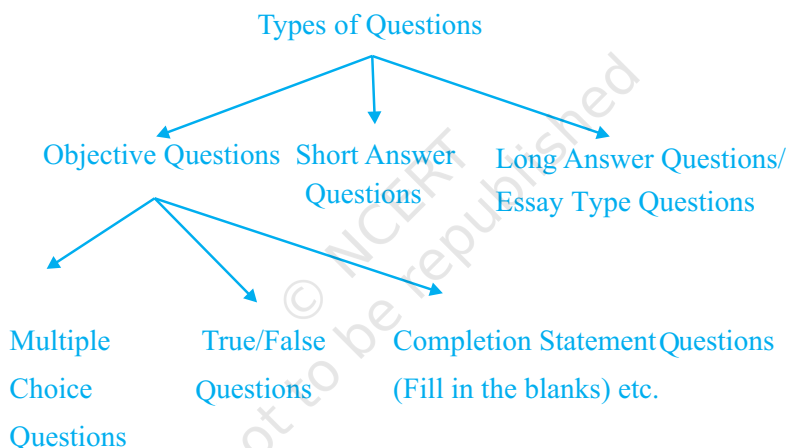 Types of Questions
Objective Questions Short Answer Questions
Long Answer Questions/
Essay Type Questions
Multiple
Choice
Questions
True/False
Questions
Completion Statement Questions
(Fill in the blanks) etc.
© NCERT
not to be republished